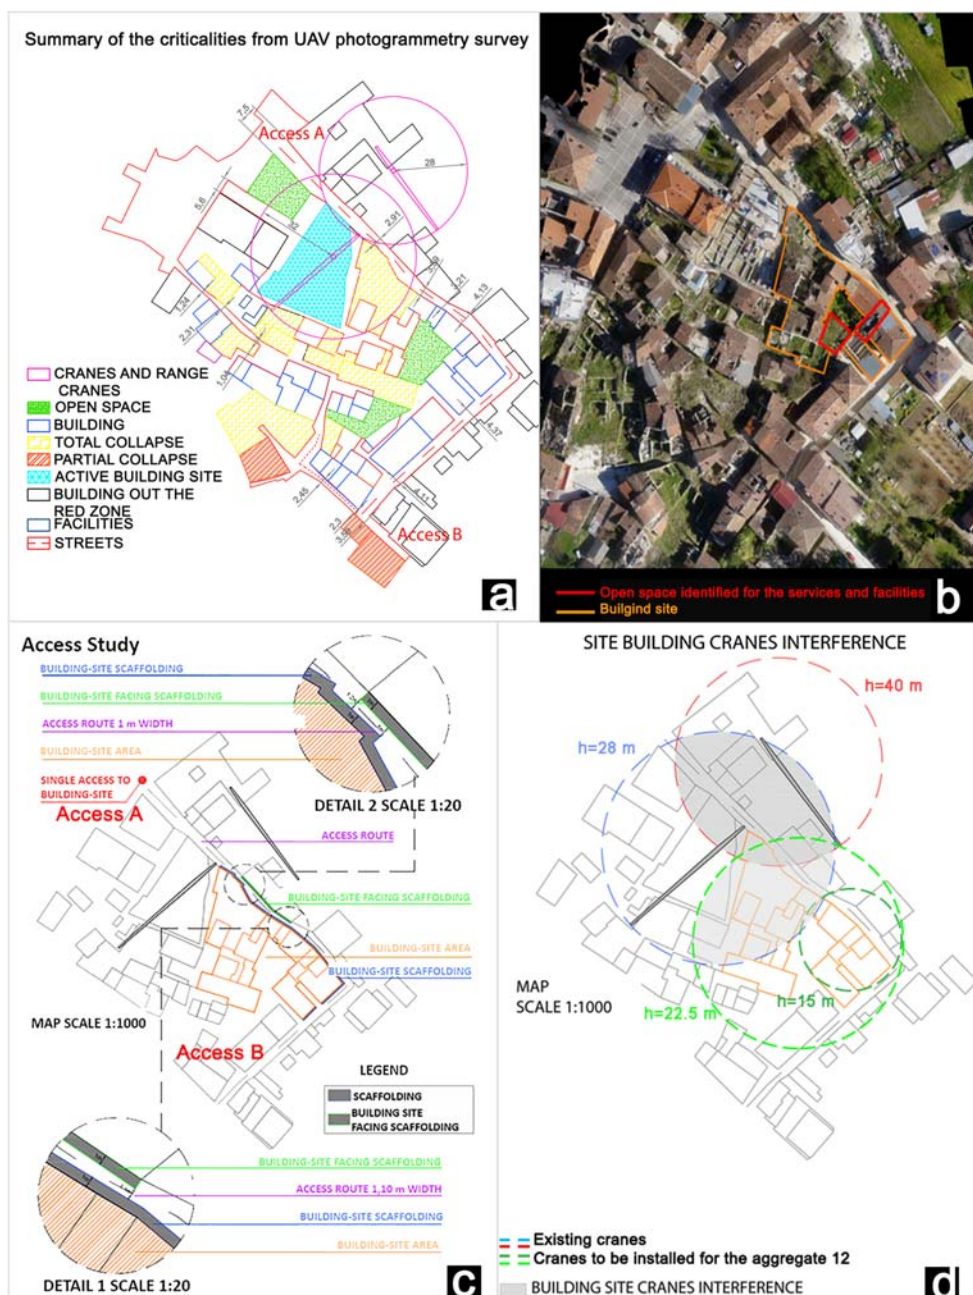 Summary of the criticalities from UAV photogrammetry survey
7,5
Access A
28
5,6
32
2,91
3,21
4,13
1,24
2,31
1,04
4,37
2,45
4,11
2,3
Access B
CRANES AND RANGE
CRANES
OPEN SPACE
BUILDING
TOTAL COLLAPSE
PARTIAL COLLAPSE
ACTIVE BUILDING SITE
BUILDING OUT THE
RED ZONE
FACILITIES
STREETS
a
Open space identified for the services and facilities
Builgind site
b
Access Study
BUILDING-SITE SCAFFOLDING
BUILDING-SITE FACING SCAFFOLDING
ACCESS ROUTE 1 m WIDTH
BUILDING-SITE AREA
SINGLE ACCESS TO
BUILDING-SITE
Access A
DETAIL 2 SCALE 1:20
ACCESS ROUTE
BUILDING-SITE FACING SCAFFOLDING
BUILDING-SITE AREA
BUILDING-SITE SCAFFOLDING
MAP SCALE 1:1000
Access B
LEGEND
SCAFFOLDING
BUILDING SITE
FACING SCAFFOLDING
BUILDING-SITE FACING SCAFFOLDING
ACCESS ROUTE 1,10 m WIDTH
BUILDING-SITE SCAFFOLDING
BUILDING-SITE AREA
DETAIL 1 SCALE 1:20
c
SITE BUILDING CRANES INTERFERENCE
h=40 m
h=28 m
MAP
SCALE 1:1000
h=15 m
h=22.5 m
Existing cranes
Cranes to be installed for the aggregate 12
BUILDING SITE CRANES INTERFERENCE
d